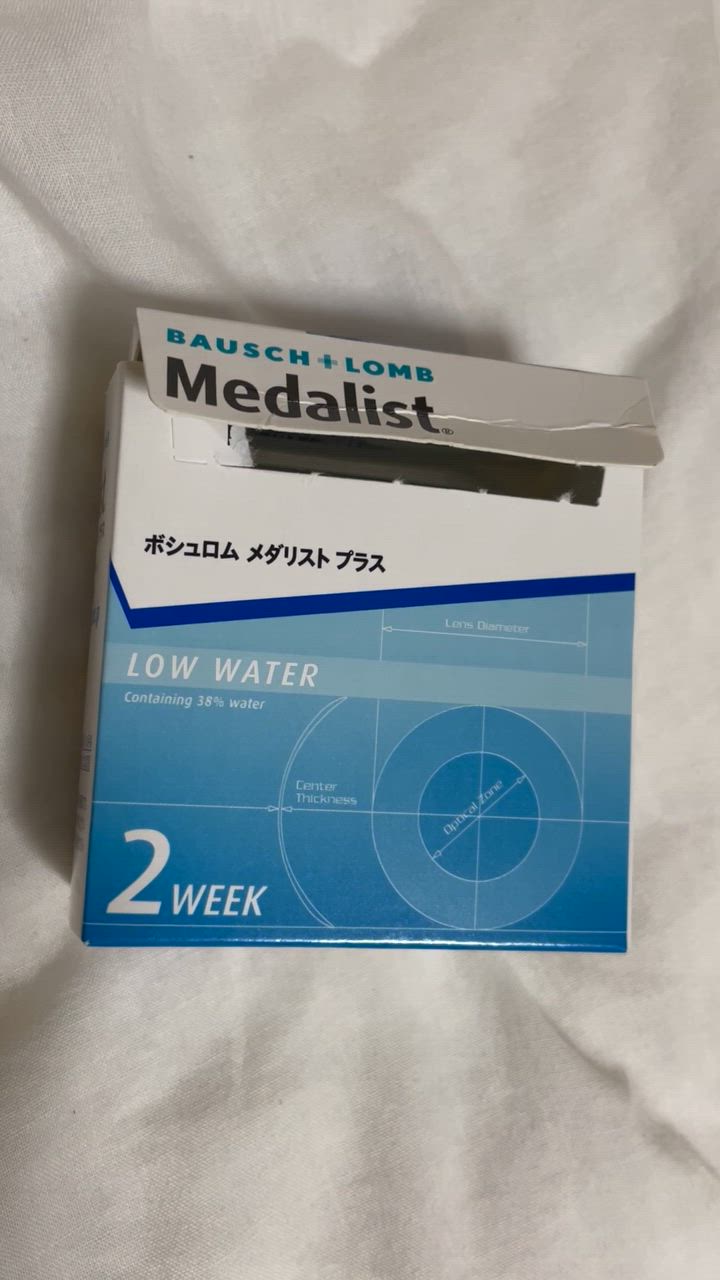 BAUSCH+LOMB
Medalist®
ボシュロム メダリスト プラス
Lens Diameter
LOW WATER
Containing 38% water
Center
Thickness
Optical Zone
2 WEEK